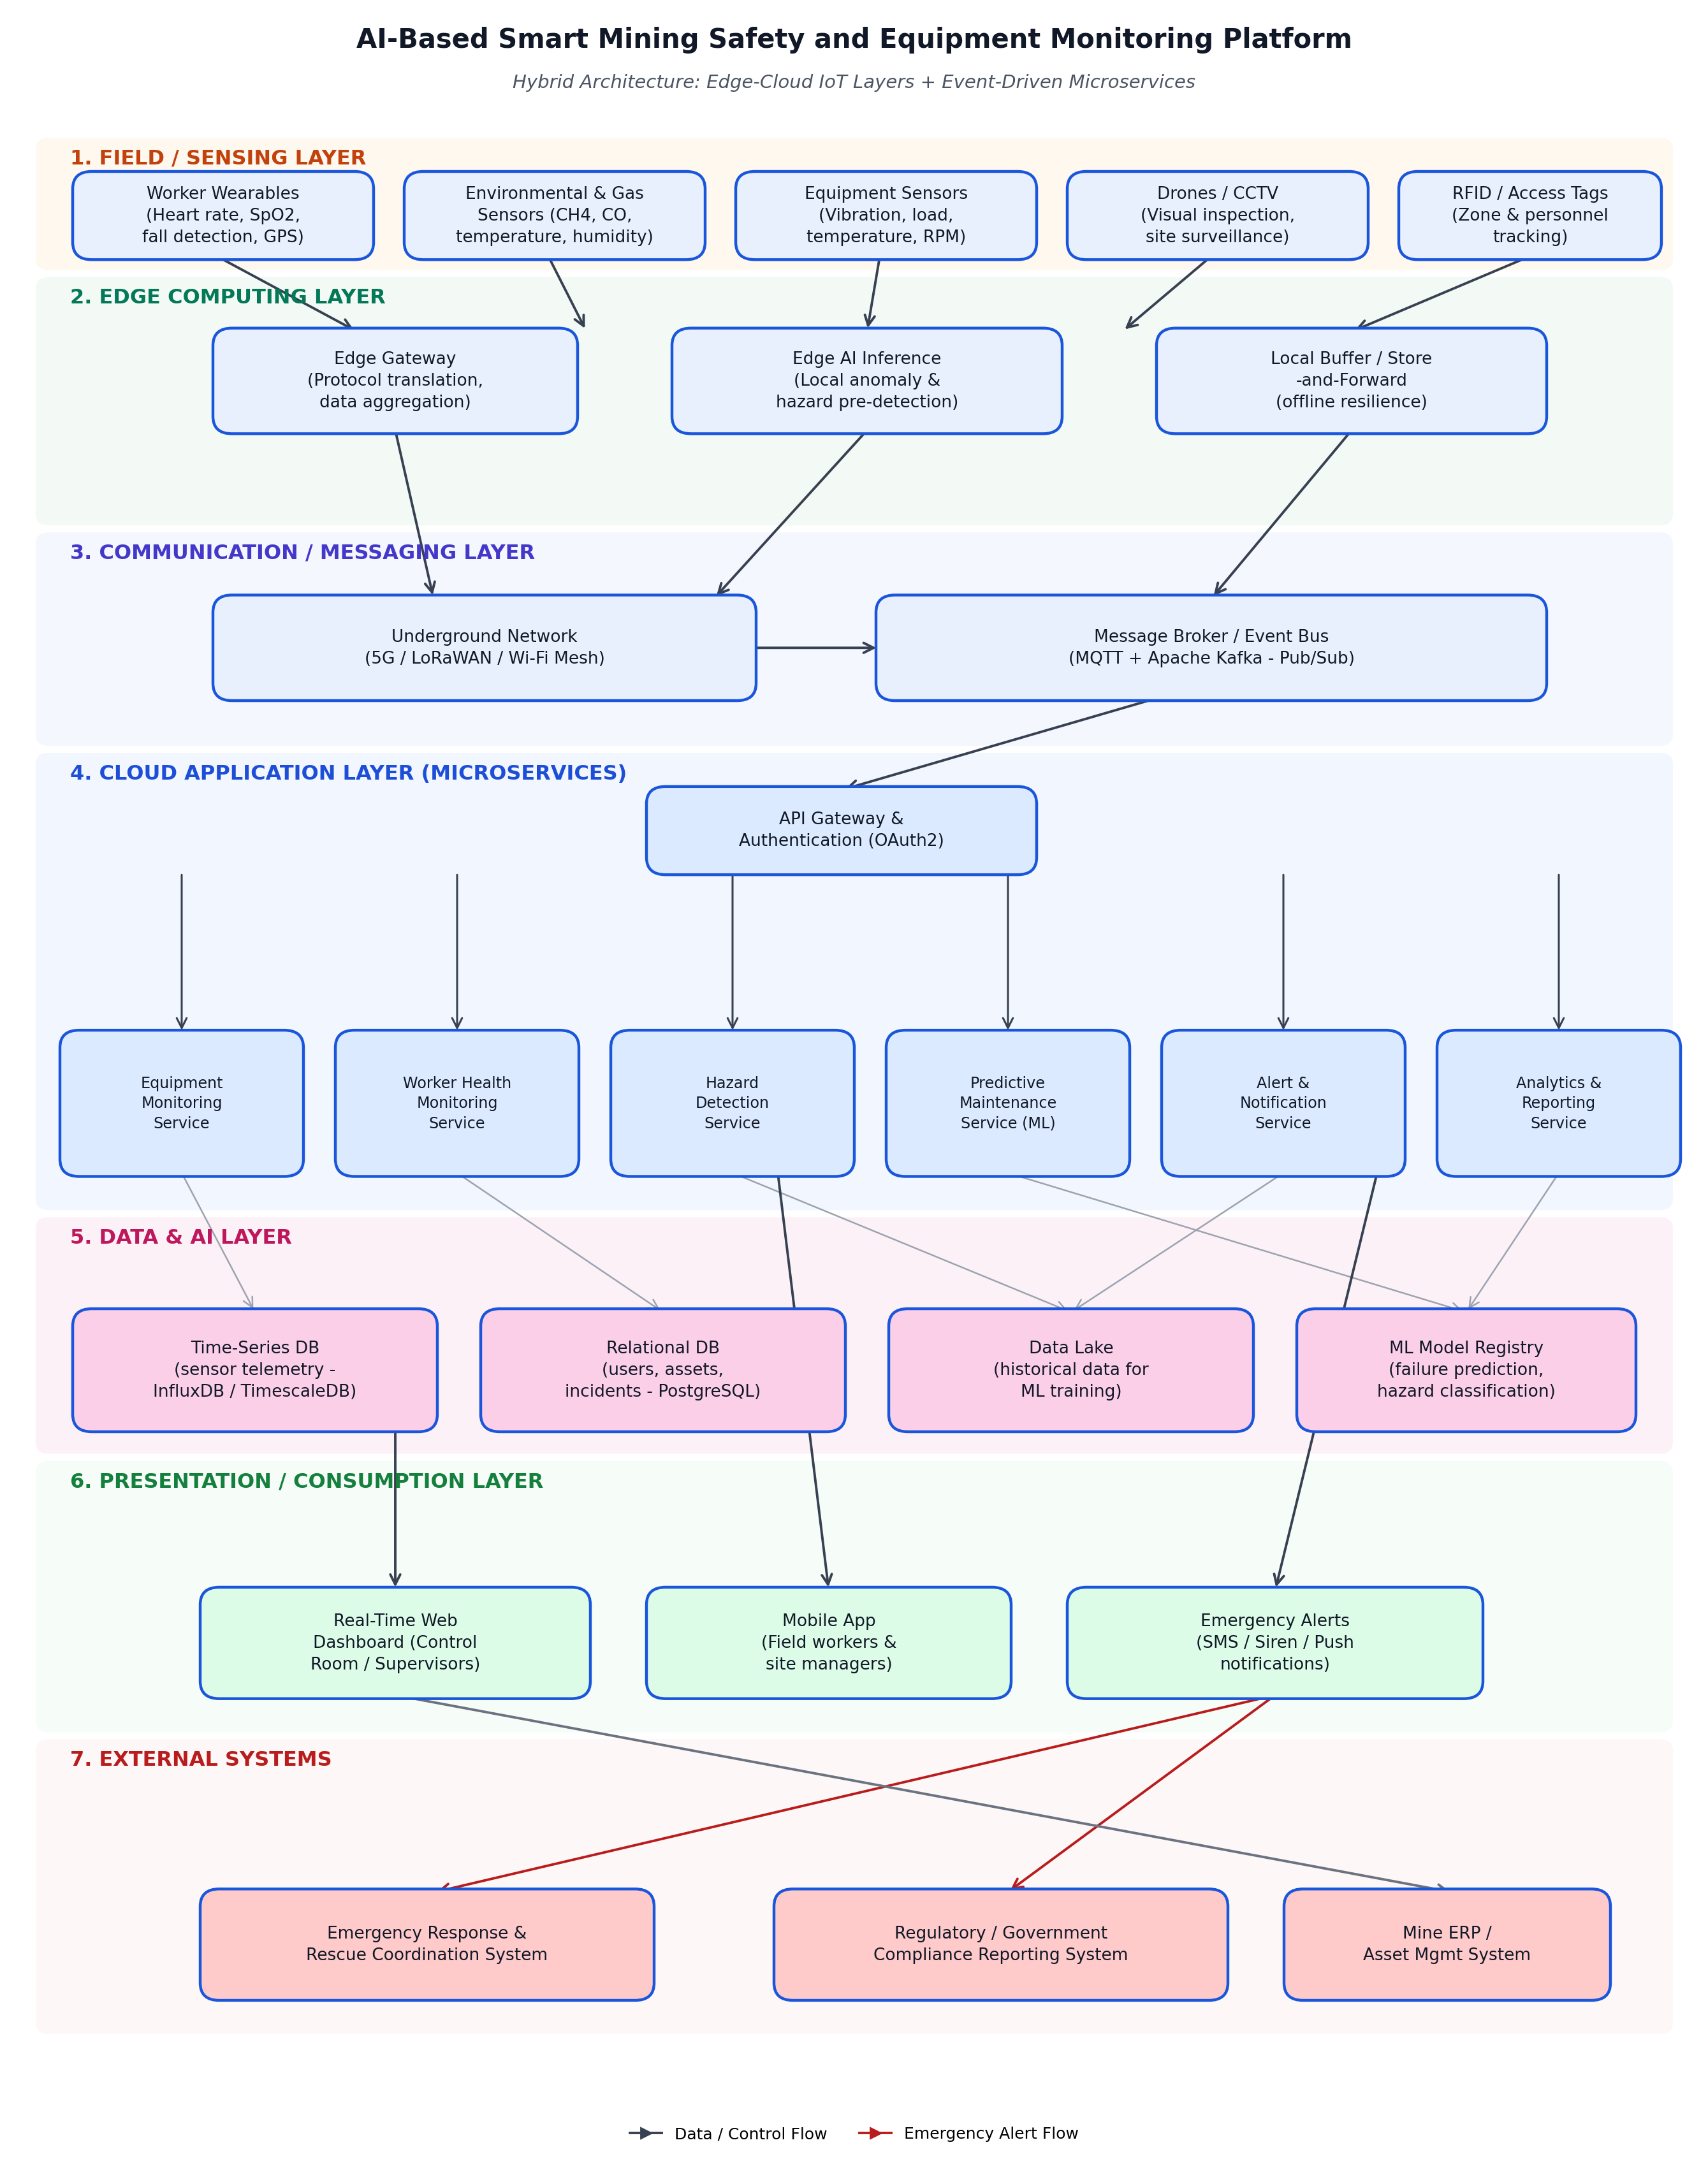 AI-Based Smart Mining Safety and Equipment Monitoring Platform
Hybrid Architecture: Edge-Cloud IoT Layers + Event-Driven Microservices
1. FIELD / SENSING LAYER
Worker Wearables
(Heart rate, SpO2,
fall detection, GPS)
Environmental & Gas
Sensors (CH4, CO,
temperature, humidity)
Equipment Sensors
(Vibration, load,
temperature, RPM)
Drones / CCTV
(Visual inspection,
site surveillance)
RFID / Access Tags
(Zone & personnel
tracking)
2. EDGE COMPUTING LAYER
Edge Gateway
(Protocol translation,
data aggregation)
Edge AI Inference
(Local anomaly &
hazard pre-detection)
Local Buffer / Store
-and-Forward
(offline resilience)
3. COMMUNICATION / MESSAGING LAYER
Underground Network
(5G / LoRaWAN / Wi-Fi Mesh)
Message Broker / Event Bus
(MQTT + Apache Kafka - Pub/Sub)
4. CLOUD APPLICATION LAYER (MICROSERVICES)
API Gateway &
Authentication (OAuth2)
Equipment
Monitoring
Service
Worker Health
Monitoring
Service
Hazard
Detection
Service
Predictive
Maintenance
Service (ML)
Alert &
Notification
Service
Analytics &
Reporting
Service
5. DATA & AI LAYER
Time-Series DB
(sensor telemetry -
InfluxDB / TimescaleDB)
Relational DB
(users, assets,
incidents - PostgreSQL)
Data Lake
(historical data for
ML training)
ML Model Registry
(failure prediction,
hazard classification)
6. PRESENTATION / CONSUMPTION LAYER
Real-Time Web
Dashboard (Control
Room / Supervisors)
Mobile App
(Field workers &
site managers)
Emergency Alerts
(SMS / Siren / Push
notifications)
7. EXTERNAL SYSTEMS
Emergency Response &
Rescue Coordination System
Regulatory / Government
Compliance Reporting System
Mine ERP /
Asset Mgmt System
Data / Control Flow
Emergency Alert Flow